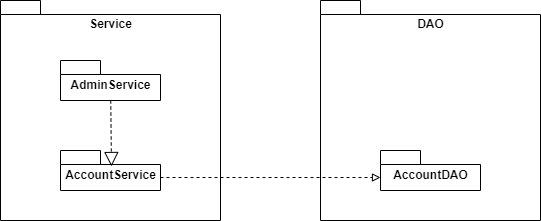 Service
DAO
AdminService
AccountService
AccountDAO